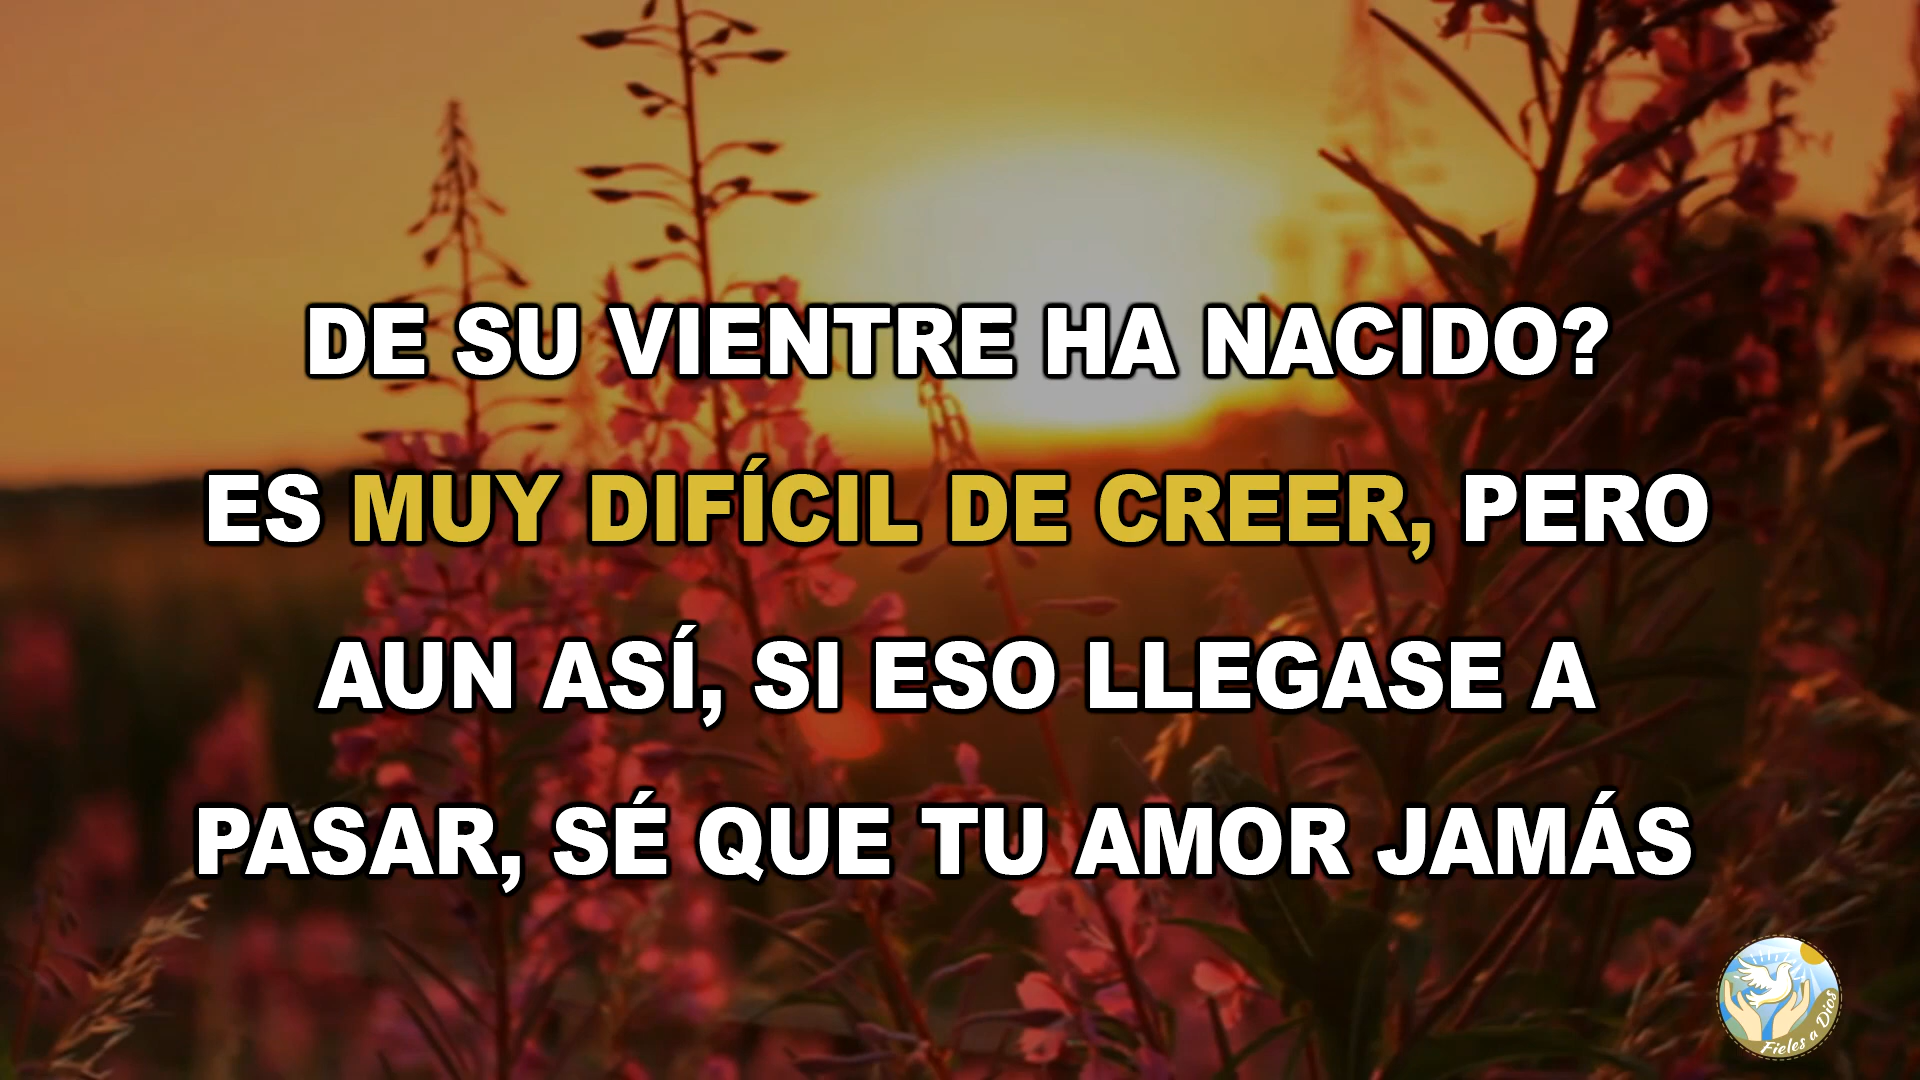 DE SU VIENTRE HA NACIDO?
ES MUY DIFÍCIL DE CREER, PERO
AUN ASÍ, SI ESO LLEGASE A
PASAR, SÉ QUE TU AMOR JAMÁS
Fieles a Dios